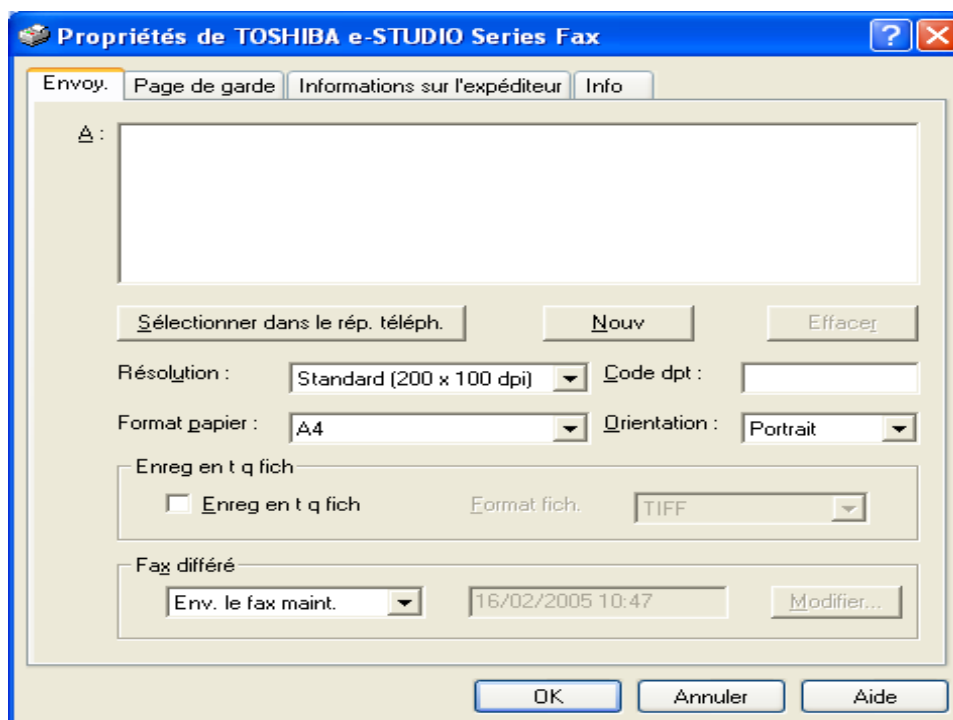 Propriétés de TOSHIBA e-STUDIO Series Fax
Envoy. Page de garde Informations sur l'expéditeur Info
A :
Sélectionner dans le rép. téléph. Nouv Effacer
Résolution : Standard (200 x 100 dpi) Code dpt :
Format papier : A4 Orientation : Portrait
Enreg en t q fich
Enreg en t q fich Format fich. TIFF
Fax différé
Env. le fax maint. 16/02/2005 10:47 Modifier...
OK Annuler Aide